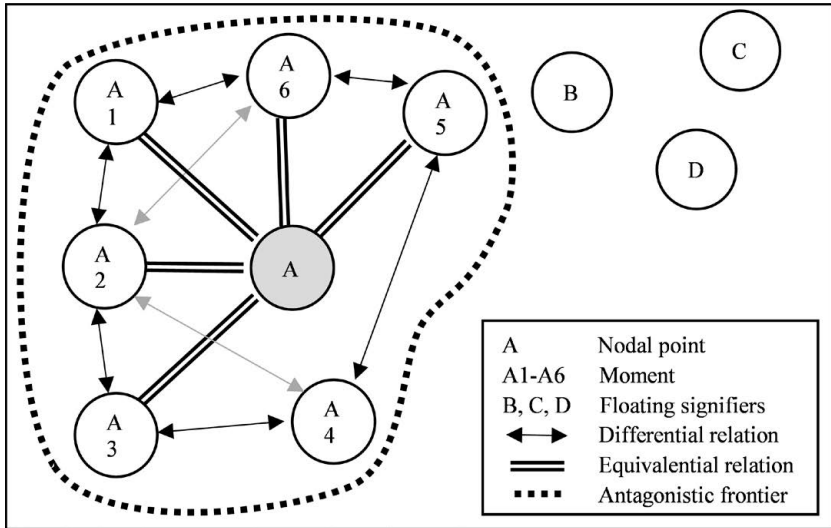 A
1
A
6
A
5
B
C
D
A
2
A
A
3
A
4
A Nodal point
A1-A6 Moment
B, C, D Floating signifiers
Differential relation
Equivalential relation
Antagonistic frontier